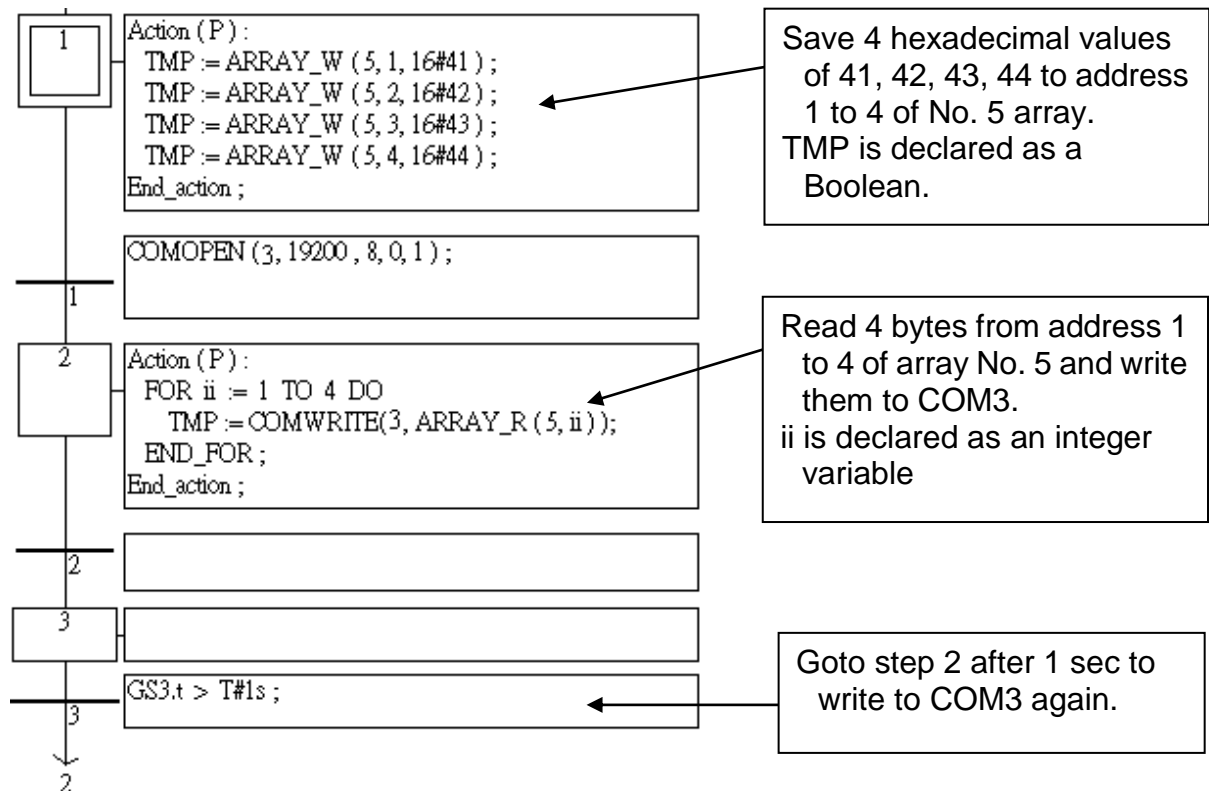 1
Action (P) :
TMP := ARRAY_W ( 5, 1, 16#41 ) ;
TMP := ARRAY_W ( 5, 2, 16#42 ) ;
TMP := ARRAY_W ( 5, 3, 16#43 ) ;
TMP := ARRAY_W ( 5, 4, 16#44 ) ;
End_action ;
Save 4 hexadecimal values
of 41, 42, 43, 44 to address
1 to 4 of No. 5 array.
TMP is declared as a
Boolean.
COMOPEN (3, 19200 , 8, 0, 1 ) ;
1
2
Action ( P ) :
FOR ii := 1 TO 4 DO
TMP := COMWRITE(3, ARRAY_R ( 5, ii ) );
END_FOR ;
End_action ;
Read 4 bytes from address 1
to 4 of array No. 5 and write
them to COM3.
ii is declared as an integer
variable
2
3
GS3.t > T#1s ;
3
Goto step 2 after 1 sec to
write to COM3 again.
2